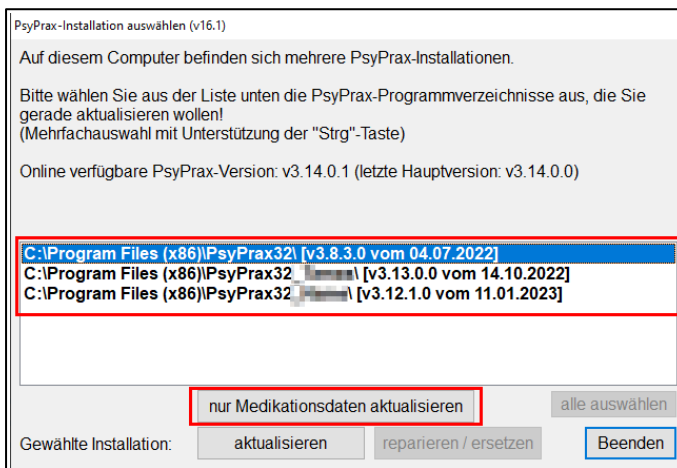 PsyPrax-Installation auswählen (v16.1)
Auf diesem Computer befinden sich mehrere PsyPrax-Installationen.
Bitte wählen Sie aus der Liste unten die PsyPrax-Programmverzeichnisse aus, die Sie
gerade aktualisieren wollen!
(Mehrfachauswahl mit Unterstützung der "Strg"-Taste)
Online verfügbare PsyPrax-Version: v3.14.0.1 (letzte Hauptversion: v3.14.0.0)
C:\Program Files (x86)\PsyPrax32\ [v3.8.3.0 vom 04.07.2022]
C:\Program Files (x86)\PsyPrax32_ \ [v3.13.0.0 vom 14.10.2022]
C:\Program Files (x86)\PsyPrax32_ \ [v3.12.1.0 vom 11.01.2023]
nur Medikationsdaten aktualisieren
alle auswählen
Gewählte Installation:
aktualisieren
reparieren / ersetzen
Beenden